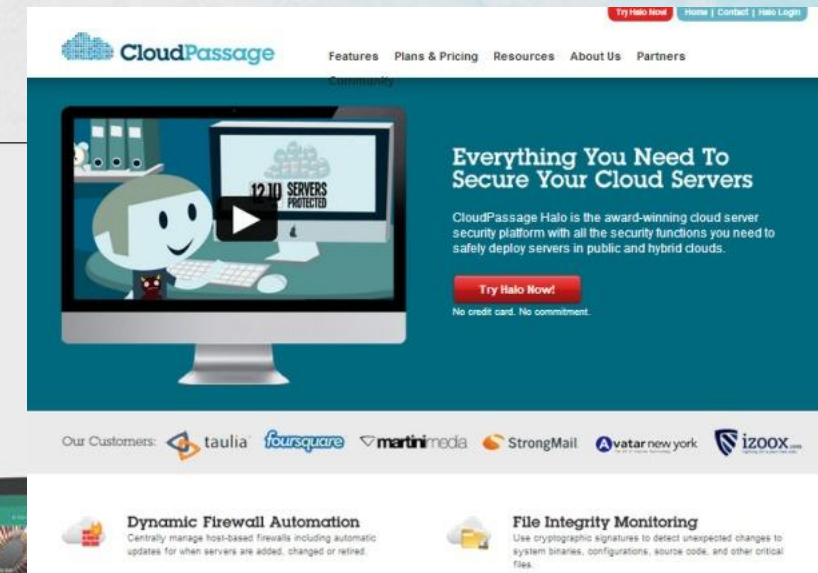 Try Halo Now
Home | Contact | Halo Login
CloudPassage
Features Plans & Pricing Resources About Us Partners
Community
12,10 SERVERS
PROTECTED
Everything You Need To
Secure Your Cloud Servers
CloudPassage Halo is the award-winning cloud server
security platform with all the security functions you need to
safely deploy servers in public and hybrid clouds.
Try Halo Now!
No credit card. No commitment.
Our Customers: taulia foursquare martinimedia StrongMail Avatar new york izoox.com
Dynamic Firewall Automation
Centrally manage host-based firewalls including automatic
updates for when servers are added, changed or retired.
File Integrity Monitoring
Use cryptographic signatures to detect unexpected changes to
system binaries, configurations, source code, and other critical
files.